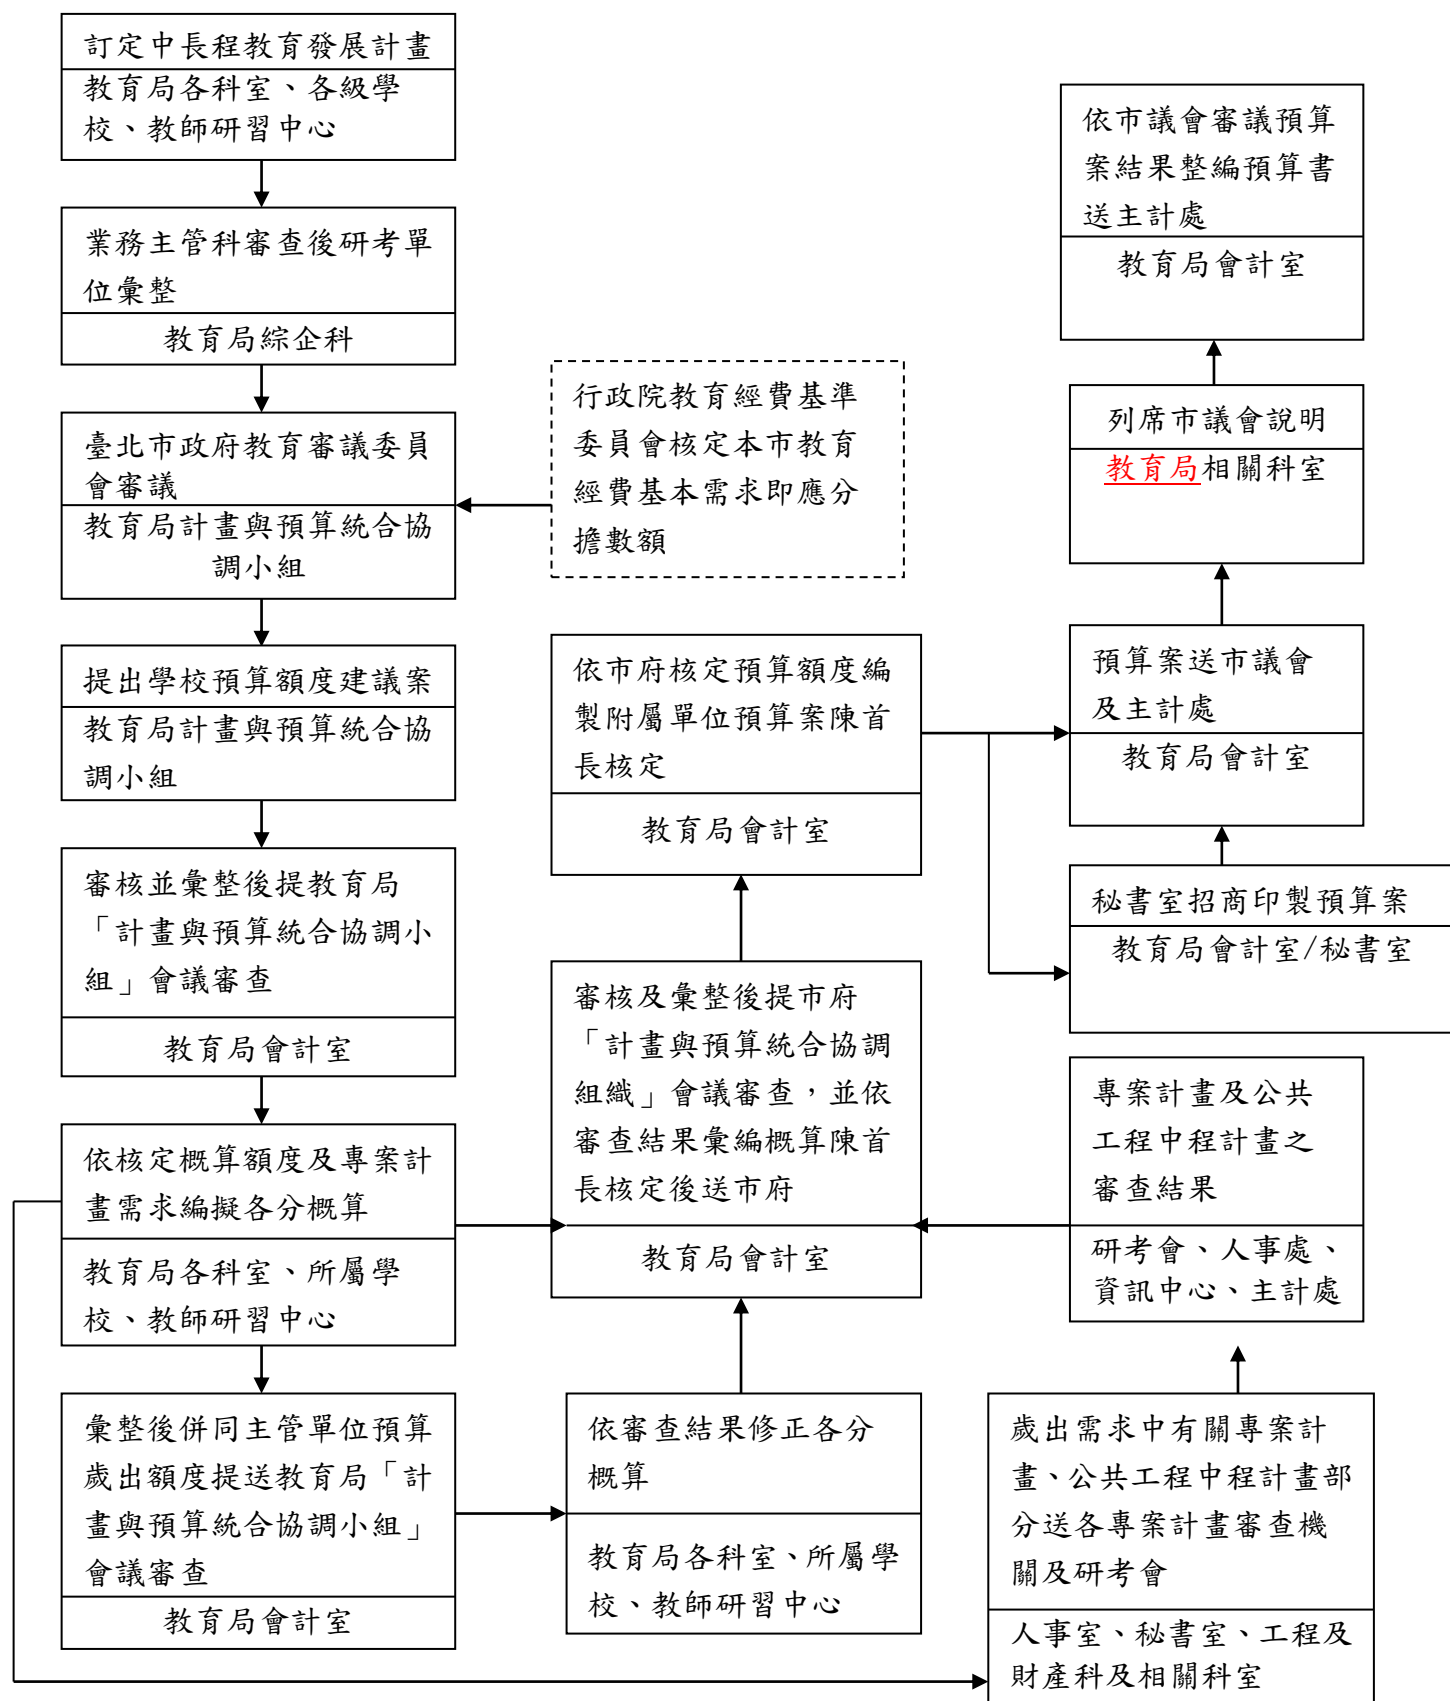 訂定中長程教育發展計畫
教育局各科室、各級學
校、教師研習中心
業務主管科審查後研考單
位彙整
教育局綜企科
臺北市政府教育審議委員
會審議
教育局計畫與預算統合協
調小組
提出學校預算額度建議案
教育局計畫與預算統合協
調小組
審核並彙整後提教育局
「計畫與預算統合協調小
組」會議審查
教育局會計室
依核定概算額度及專案計
畫需求編擬各分概算
教育局各科室、所屬學
校、教師研習中心
彙整後併同主管單位預算
歲出額度提送教育局「計
畫與預算統合協調小組」
會議審查
教育局會計室
行政院教育經費基準
委員會核定本市教育
經費基本需求即應分
擔數額
依市府核定預算額度編
製附屬單位預算案陳首
長核定
教育局會計室
審核及彙整後提市府
「計畫與預算統合協調
組織」會議審查，並依
審查結果彙編概算陳首
長核定後送市府
教育局會計室
依審查結果修正各分
概算
教育局各科室、所屬學
校、教師研習中心
依市議會審議預算
案結果整編預算書
送主計處
教育局會計室
列席市議會說明
教育局相關科室
預算案送市議會
及主計處
教育局會計室
秘書室招商印製預算案
教育局會計室/秘書室
專案計畫及公共
工程中程計畫之
審查結果
研考會、人事處、
資訊中心、主計處
歲出需求中有關專案計
畫、公共工程中程計畫部
分送各專案計畫審查機
關及研考會
人事室、秘書室、工程及
財產科及相關科室